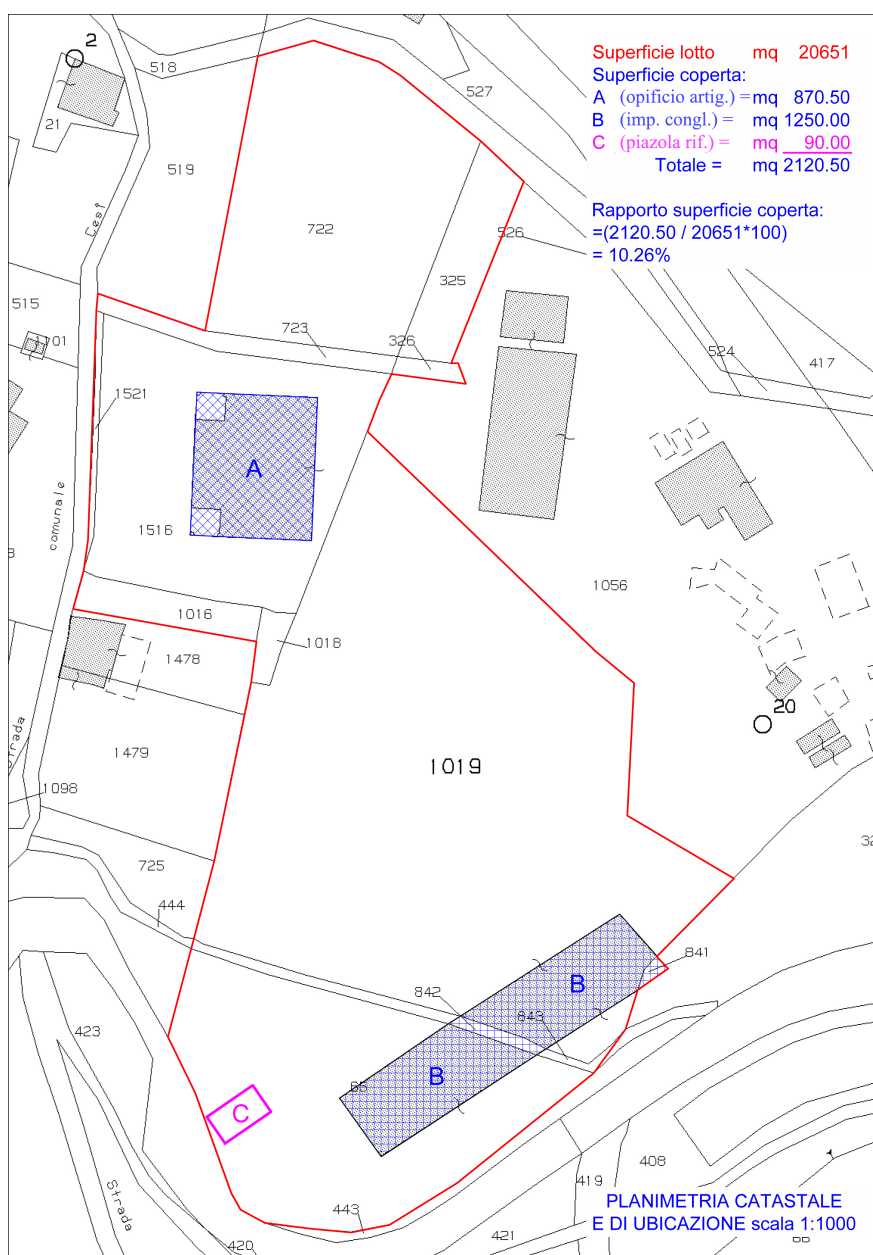 Superficie lotto mq 20651
Superficie coperta:
A (opificio artig.) = mq 870.50
B (imp. congl.) = mq 1250.00
C (piazola rif.) = mq 90.00
Totale = mq 2120.50
Rapporto superficie coperta:
=(2120.50 / 20651*100)
= 10.26%
2
518
527
21
519
722
526
325
515
723
326
1701
524
417
1521
A
comunale
1516
1056
1016
1018
1478
20
Strada
1479
1019
1098
725
444
841
B
842
843
423
65
B
C
Strada
408
419
443
420
421
PLANIMETRIA CATASTALE
E DI UBICAZIONE scala 1:1000